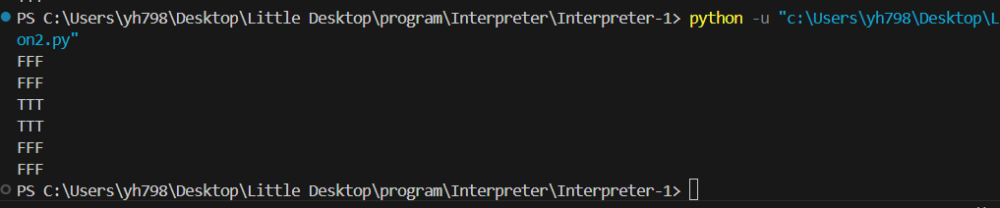 PS C:\Users\yh798\Desktop\Little Desktop\program\Interpreter\Interpreter-1> python -u "c:\Users\yh798\Desktop\L
on2.py"
FFF
FFF
TTT
TTT
FFF
FFF
PS C:\Users\yh798\Desktop\Little Desktop\program\Interpreter\Interpreter-1>